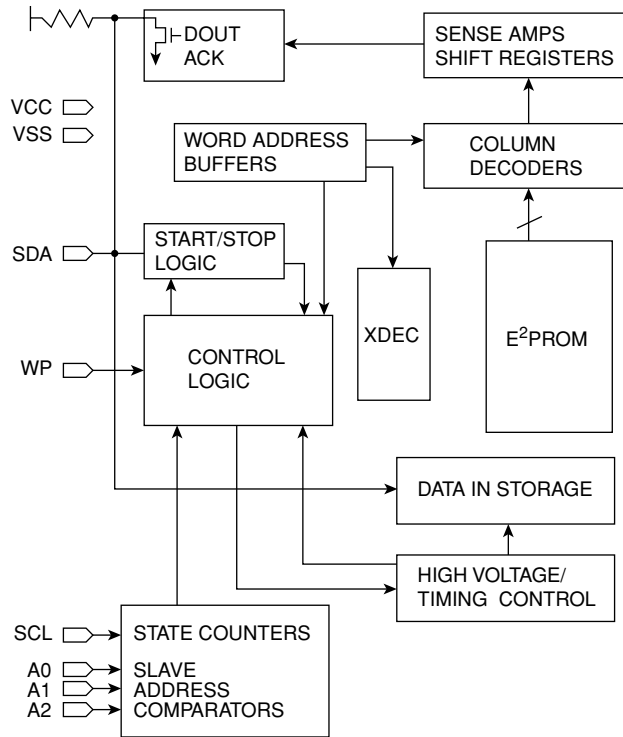 DOUT
ACK
SENSE AMPS
SHIFT REGISTERS
VCC
VSS
WORD ADDRESS
BUFFERS
COLUMN
DECODERS
SDA
START/STOP
LOGIC
XDEC
E²PROM
WP
CONTROL
LOGIC
DATA IN STORAGE
HIGH VOLTAGE/
TIMING CONTROL
SCL
STATE COUNTERS
A0
SLAVE
A1
ADDRESS
A2
COMPARATORS